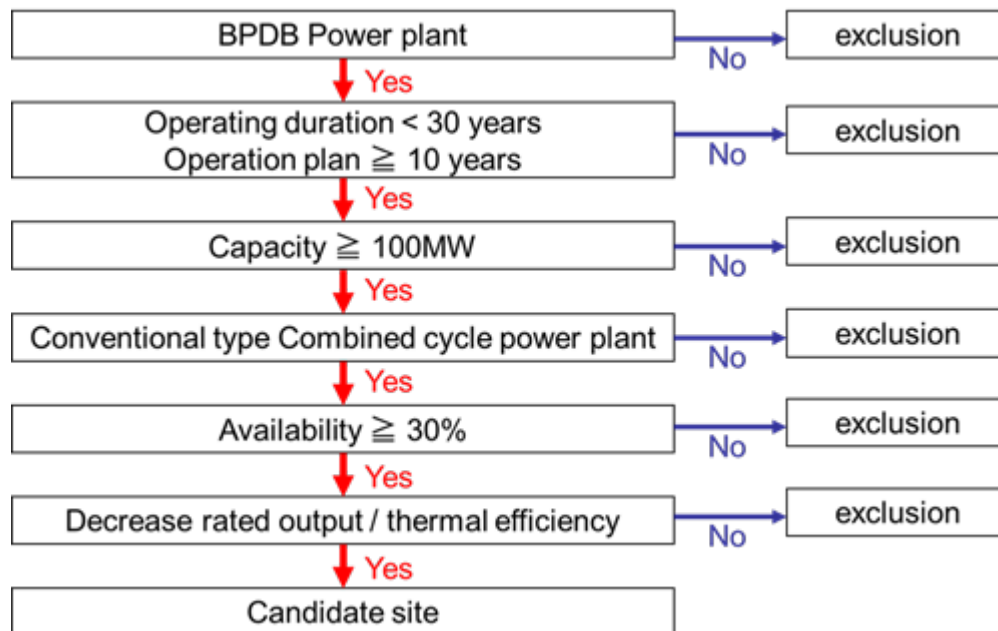 BPDB Power plant
No
exclusion
Yes
Operating duration < 30 years
Operation plan ≧ 10 years
No
exclusion
Yes
Capacity ≧ 100MW
No
exclusion
Yes
Conventional type Combined cycle power plant
No
exclusion
Yes
Availability ≧ 30%
No
exclusion
Yes
Decrease rated output / thermal efficiency
No
exclusion
Yes
Candidate site